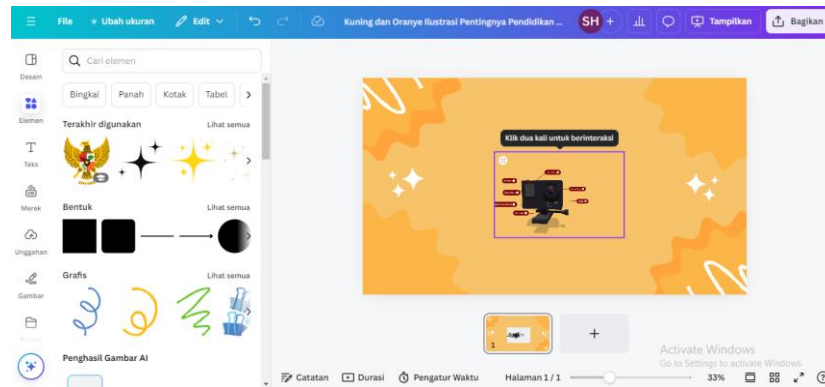 File
Ubah ukuran
Edit
Kuning dan Oranye Ilustrasi Pentingnya Pendidikan ...
SH
+
Tampilkan
Bagikan
Desain
Elemen
Teks
Merek
Unggahan
Gambar
Cari elemen
Bingkai Panah Kotak Tabel
Terakhir digunakan Lihat semua
Bentuk Lihat semua
Grafis Lihat semua
Penghasil Gambar AI
Klik dua kali untuk berinteraksi
1
+
Activate Windows
Go to Settings to activate Windows.
Catatan Durasi Pengatur Waktu Halaman 1 / 1 33%